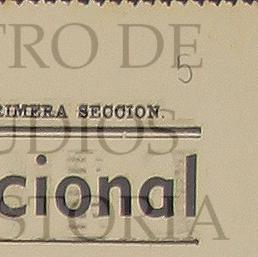 TRO DE
5
RIMERA SECCION.
UDIOS
cional
STORIA